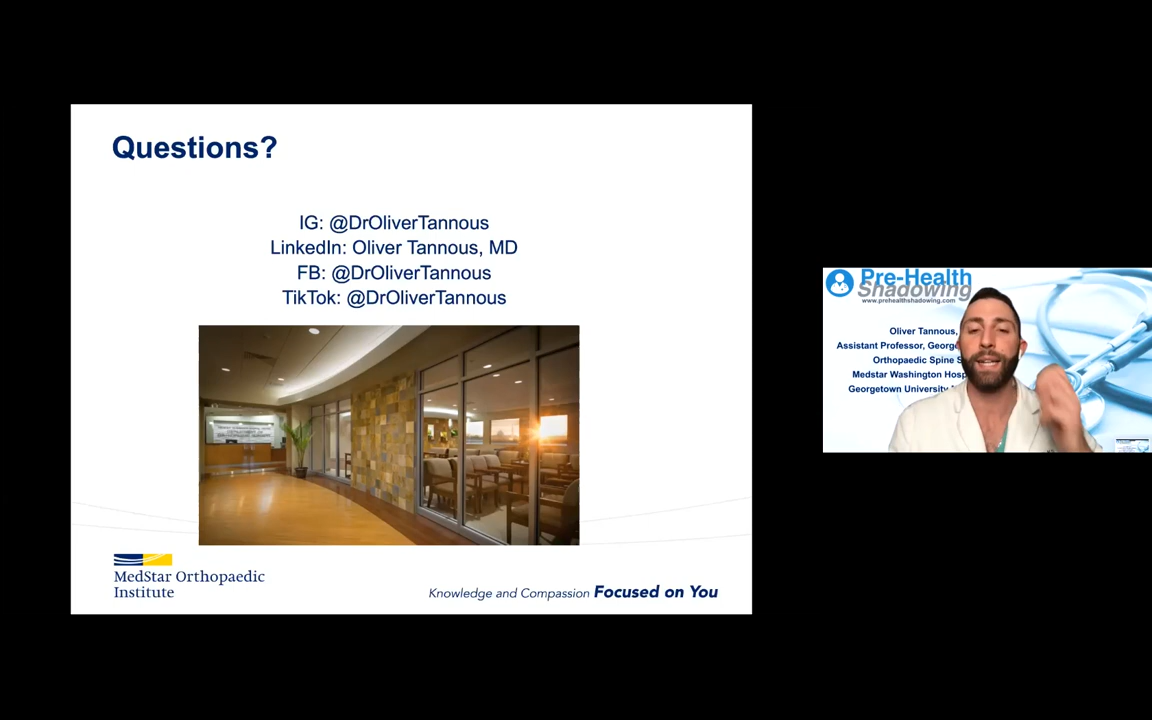 Questions?
IG: @DrOliverTannous
LinkedIn: Oliver Tannous, MD
FB: @DrOliverTannous
TikTok: @DrOliverTannous
MedStar Orthopaedic
Institute
Knowledge and Compassion Focused on You
Pre-Health
Shadowing
www.prehealthshadowing.com
Oliver Tannous,
Assistant Professor, George
Orthopaedic Spine S
Medstar Washington Hosp
Georgetown University